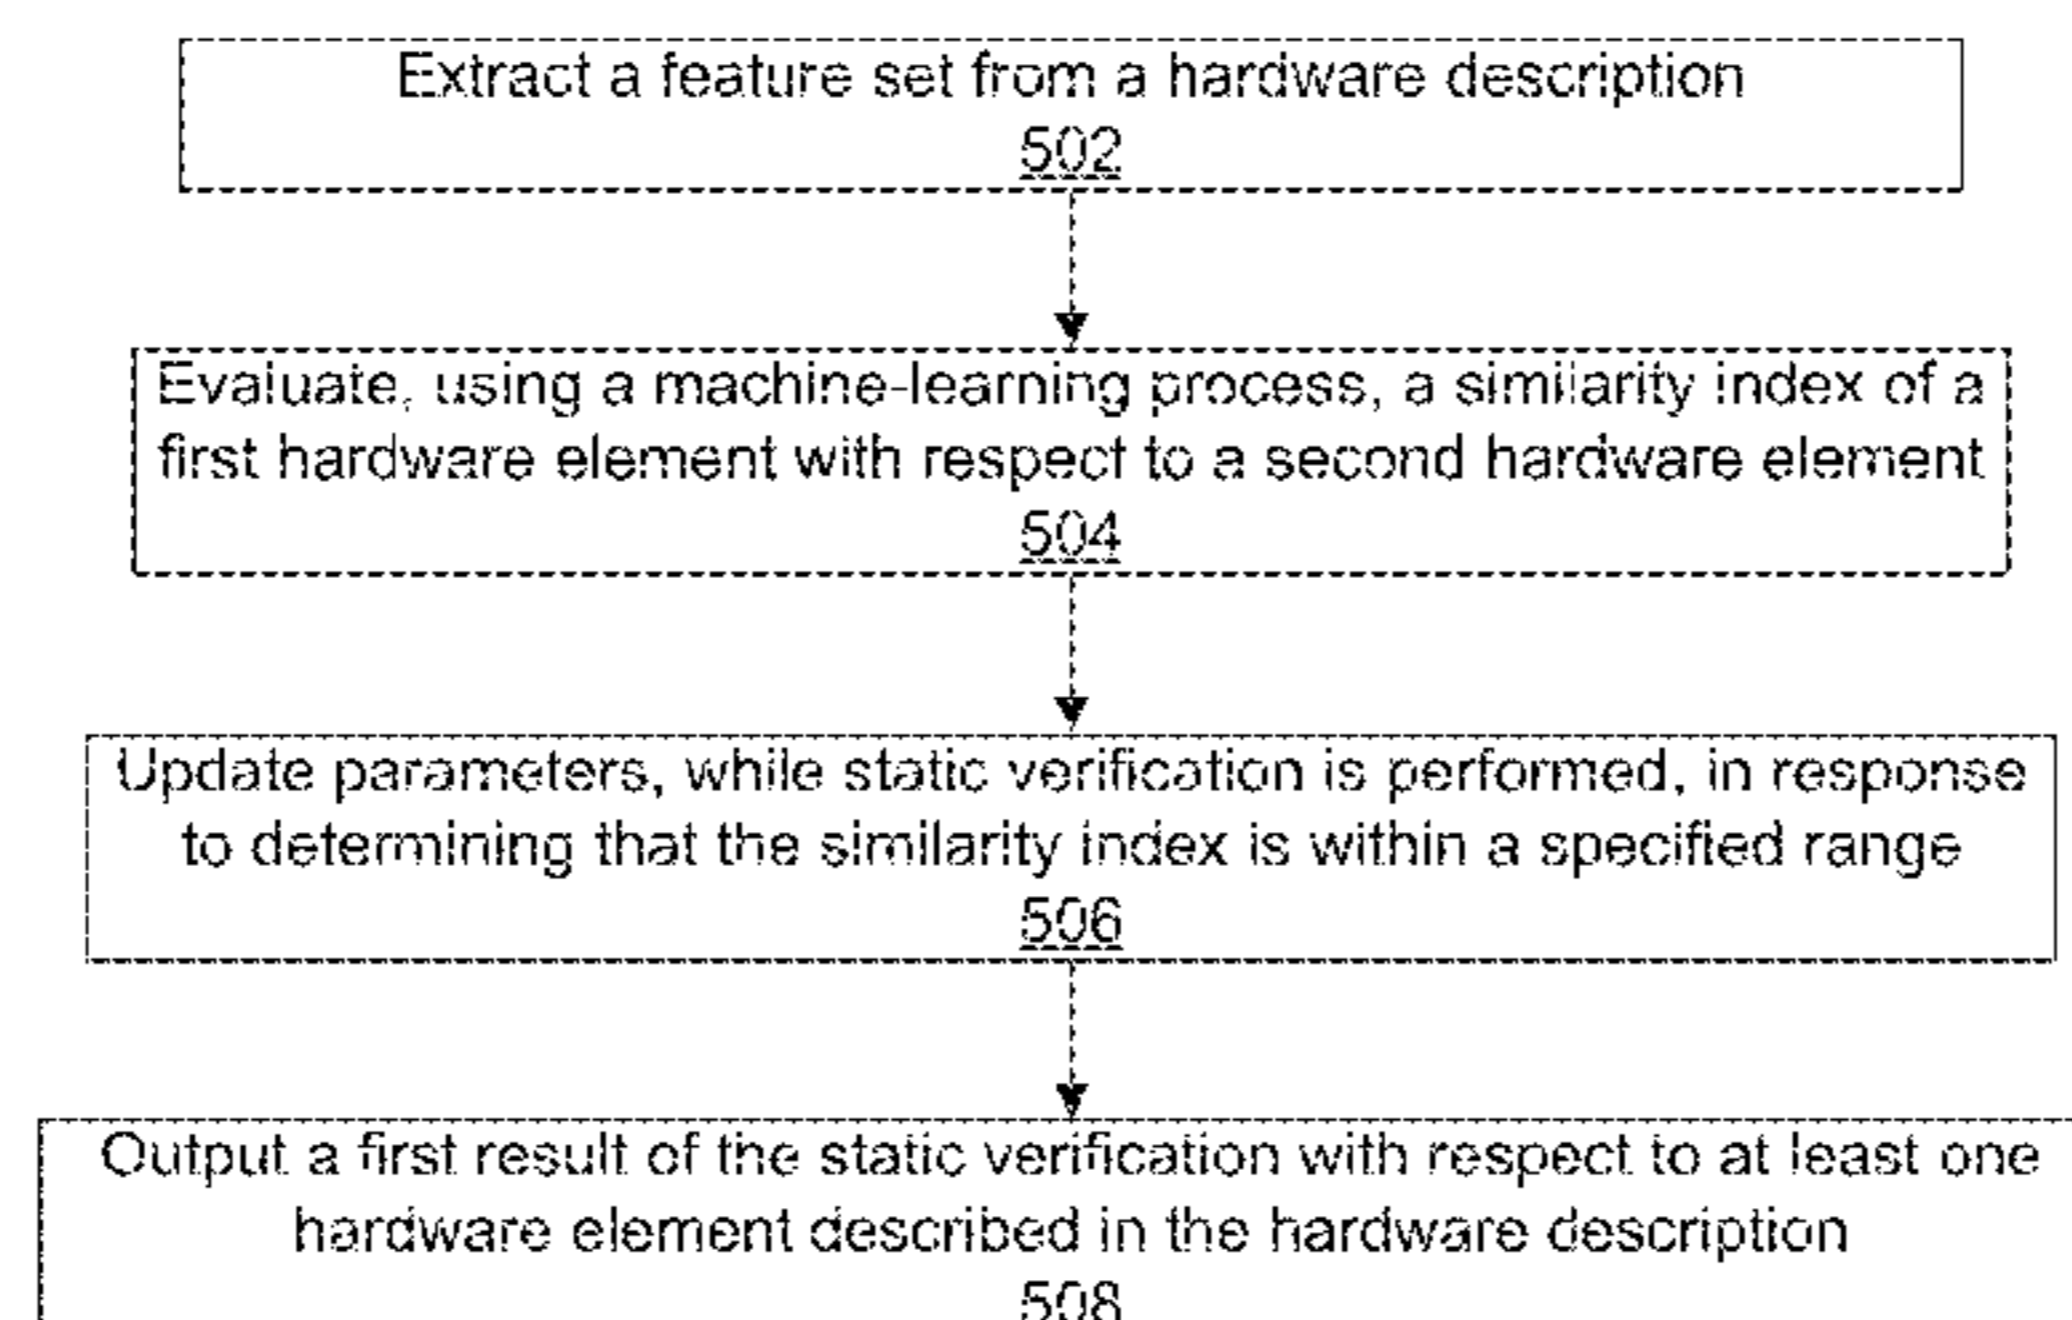 Extract a feature set from a hardware description
502
Evaluate, using a machine-learning process, a similarity index of a
first hardware element with respect to a second hardware element
504
Update parameters, while static verification is performed, in response
to determining that the similarity index is within a specified range
506
Output a first result of the static verification with respect to at least one
hardware element described in the hardware description
508